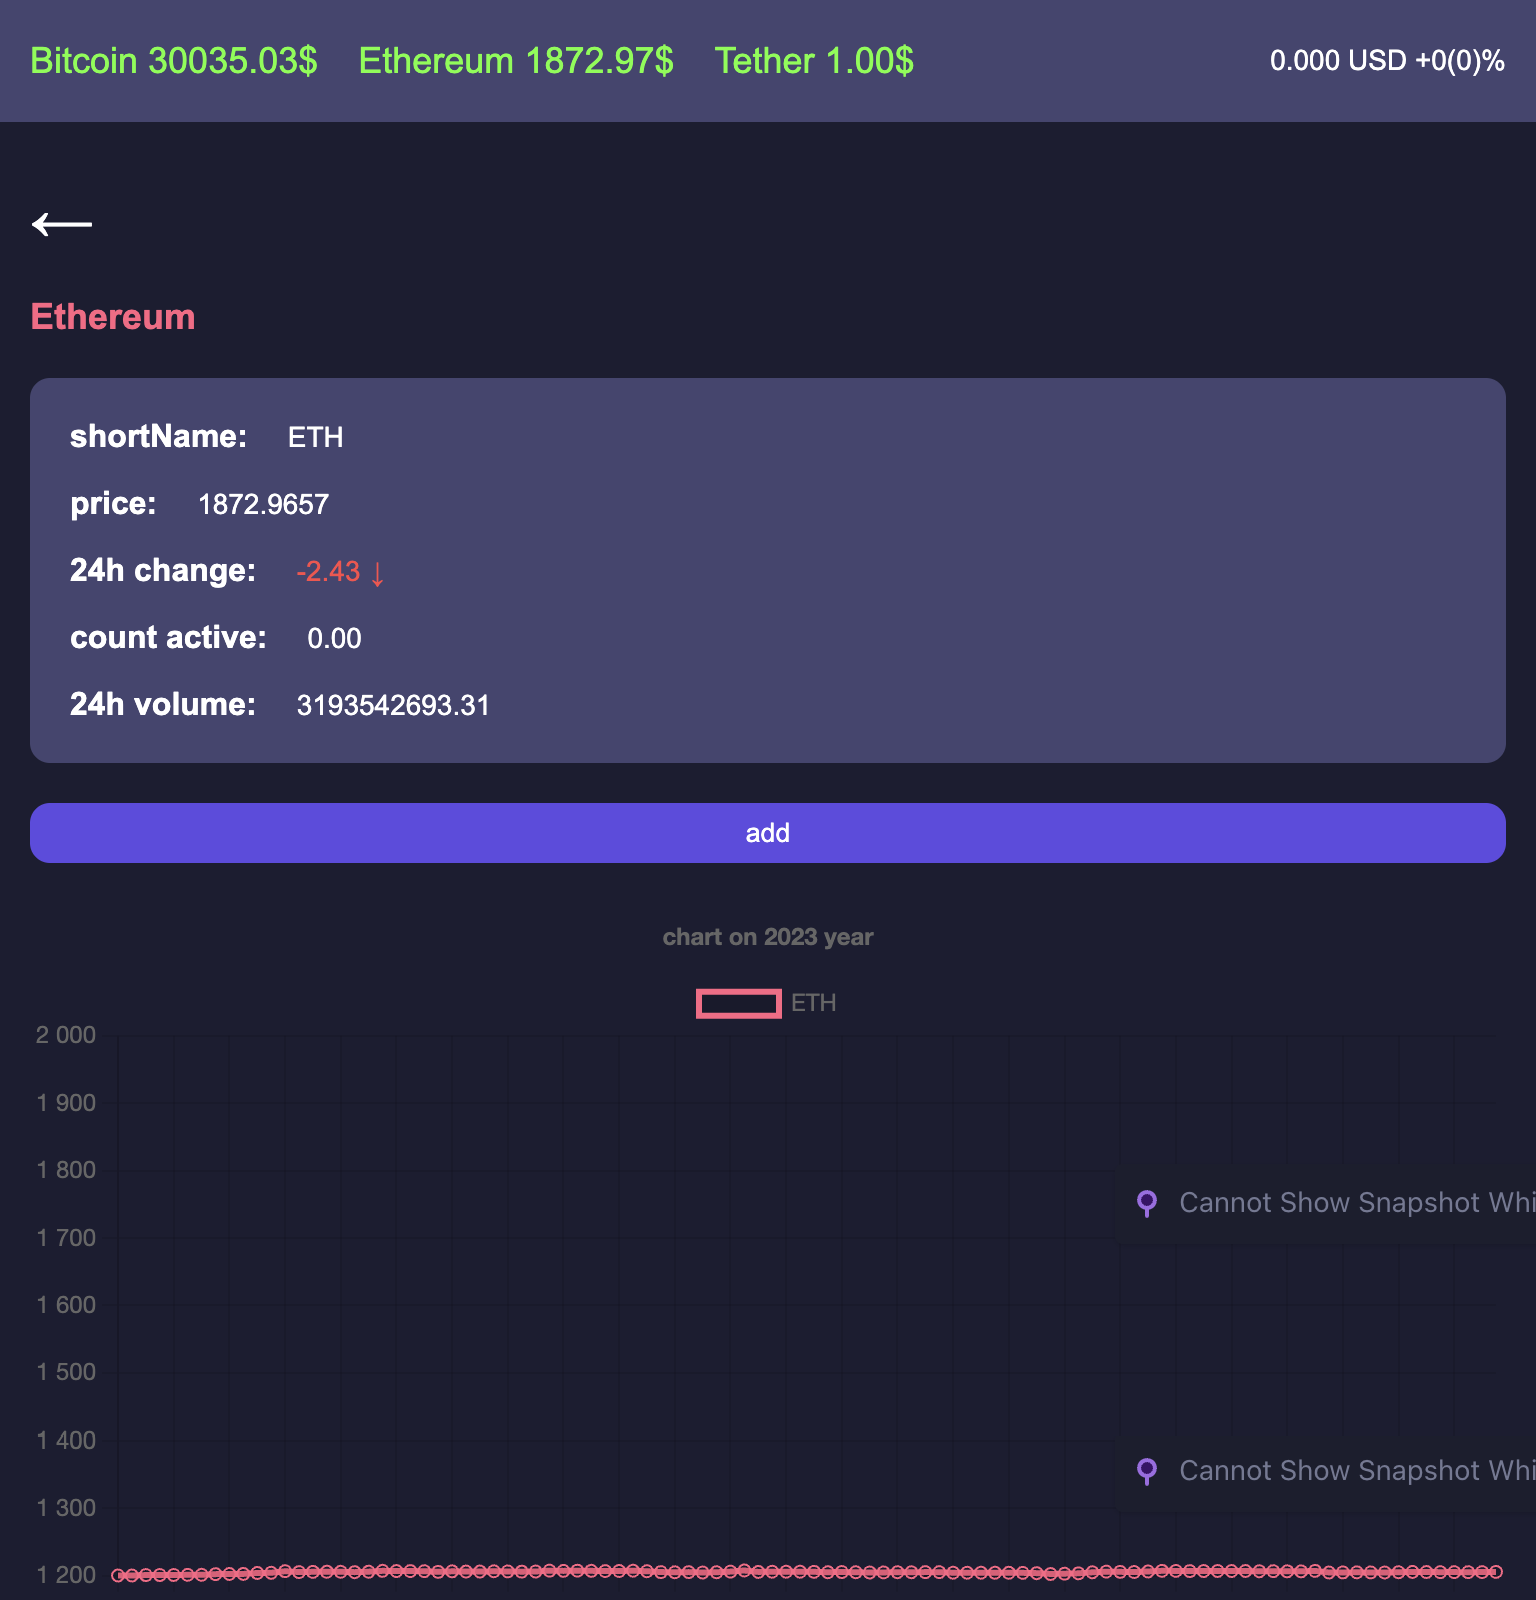 Bitcoin 30035.03$ Ethereum 1872.97$ Tether 1.00$ 0.000 USD +0(0)%
←
Ethereum
shortName: ETH
price: 1872.9657
24h change: -2.43 ↓
count active: 0.00
24h volume: 3193542693.31
add
chart on 2023 year
ETH
2 000
1 900
1 800
Cannot Show Snapshot Whi
1 700
1 600
1 500
1 400
Cannot Show Snapshot Whi
1 300
1 200